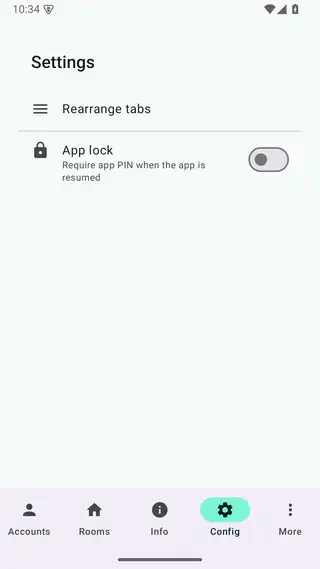 10:34
Settings
Rearrange tabs
App lock
Require app PIN when the app is
resumed
Accounts
Rooms
Info
Config
More